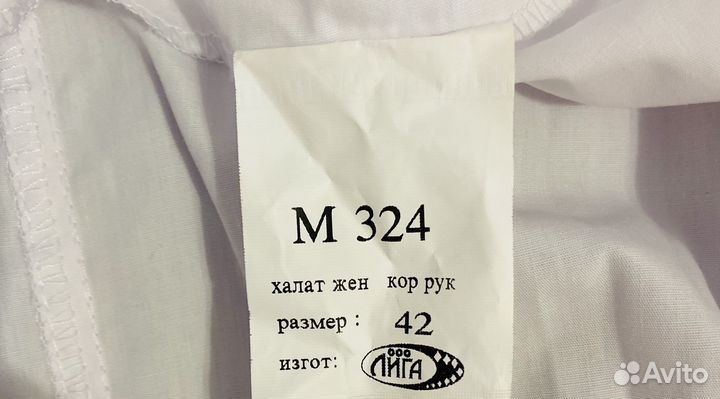 М 324
халат жен кор рук
размер : 42
изгот: ООО ЛИГА
Avito